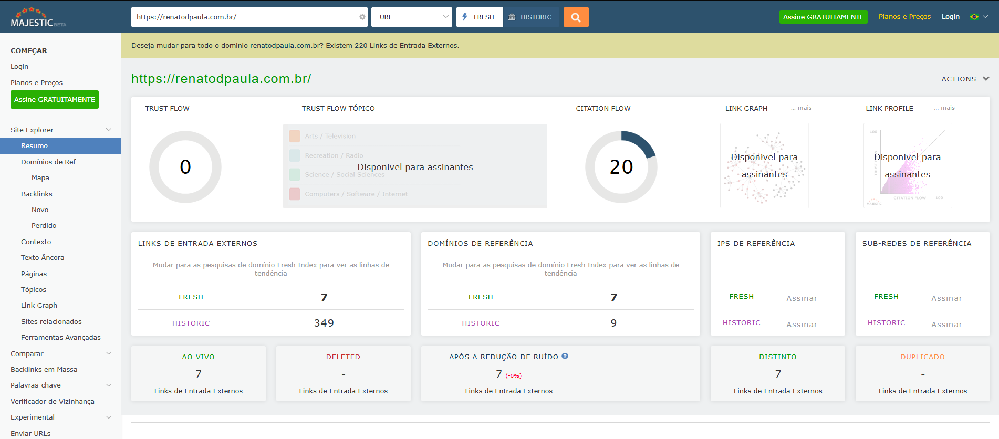 MAJESTIC BETA
https://renatodpaula.com.br/
URL
FRESH
HISTORIC
Assine GRATUITAMENTE
Planos e Preços
Login
Deseja mudar para todo o domínio renatodpaula.com.br? Existem 220 Links de Entrada Externos.
COMEÇAR
Login
Planos e Preços
Assine GRATUITAMENTE
Site Explorer
Resumo
Domínios de Ref
Mapa
Backlinks
Novo
Perdido
Contexto
Texto Âncora
Páginas
Tópicos
Link Graph
Sites relacionados
Ferramentas Avançadas
Comparar
Backlinks em Massa
Palavras-chave
Verificador de Vizinhança
Experimental
Enviar URLs
https://renatodpaula.com.br/
ACTIONS
TRUST FLOW
0
TRUST FLOW TÓPICO
Arts / Television
Recreation / Radio
Disponível para assinantes
Science / Social Sciences
Computers / Software / Internet
CITATION FLOW
20
LINK GRAPH
... mais
Disponível para
assinantes
LINK PROFILE
... mais
100
Disponível para
assinantes
TRUST FLOW
CITATION FLOW
100
MAJESTIC
LINKS DE ENTRADA EXTERNOS
Mudar para as pesquisas de domínio Fresh Index para ver as linhas de
tendência
FRESH 7
HISTORIC 349
DOMÍNIOS DE REFERÊNCIA
Mudar para as pesquisas de domínio Fresh Index para ver as linhas de
tendência
FRESH 7
HISTORIC 9
IPS DE REFERÊNCIA
FRESH Assinar
HISTORIC Assinar
SUB-REDES DE REFERÊNCIA
FRESH Assinar
HISTORIC Assinar
AO VIVO
7
Links de Entrada Externos
DELETED
-
Links de Entrada Externos
APÓS A REDUÇÃO DE RUÍDO ?
7 (-0%)
Links de Entrada Externos
DISTINTO
7
Links de Entrada Externos
DUPLICADO
-
Links de Entrada Externos